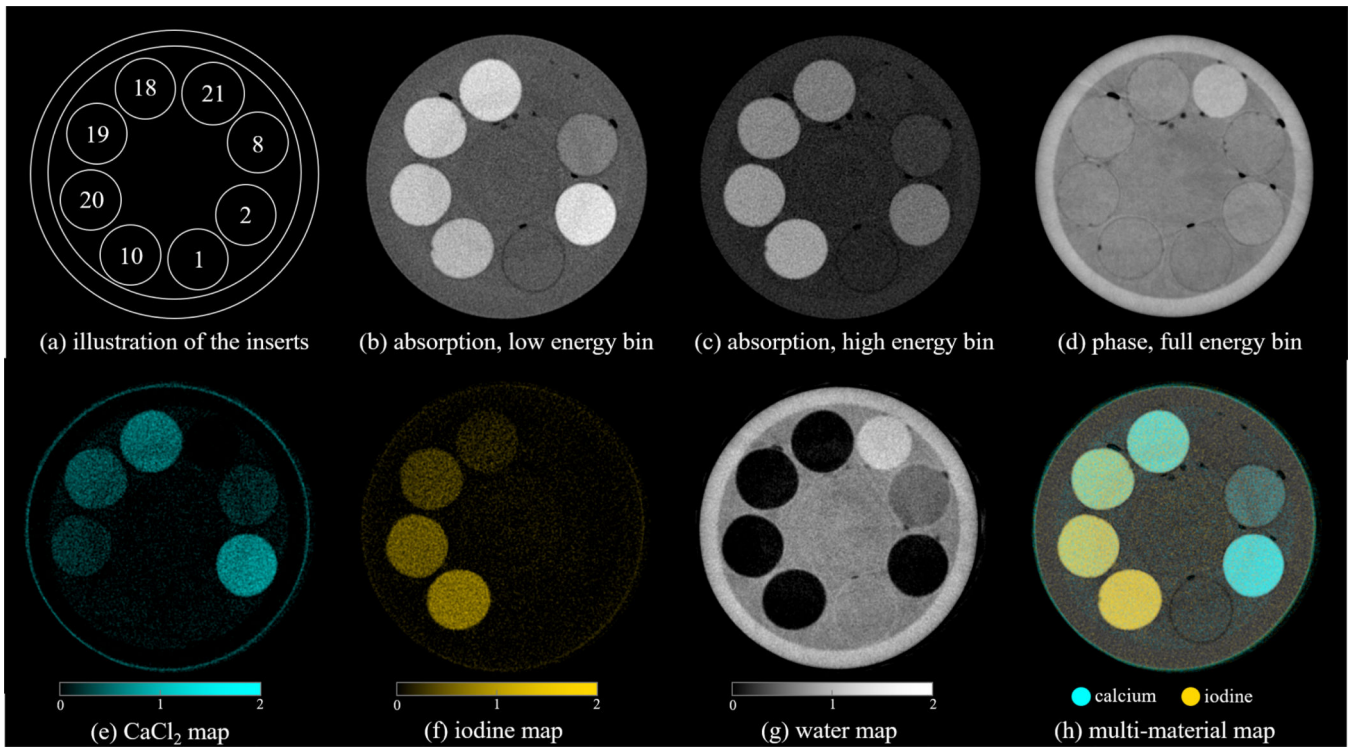 18 21
19 8
20 2
10 1
(a) illustration of the inserts
(b) absorption, low energy bin
(c) absorption, high energy bin
(d) phase, full energy bin
0 1 2
(e) CaCl₂ map
0 1 2
(f) iodine map
0 1 2
(g) water map
calcium iodine
(h) multi-material map